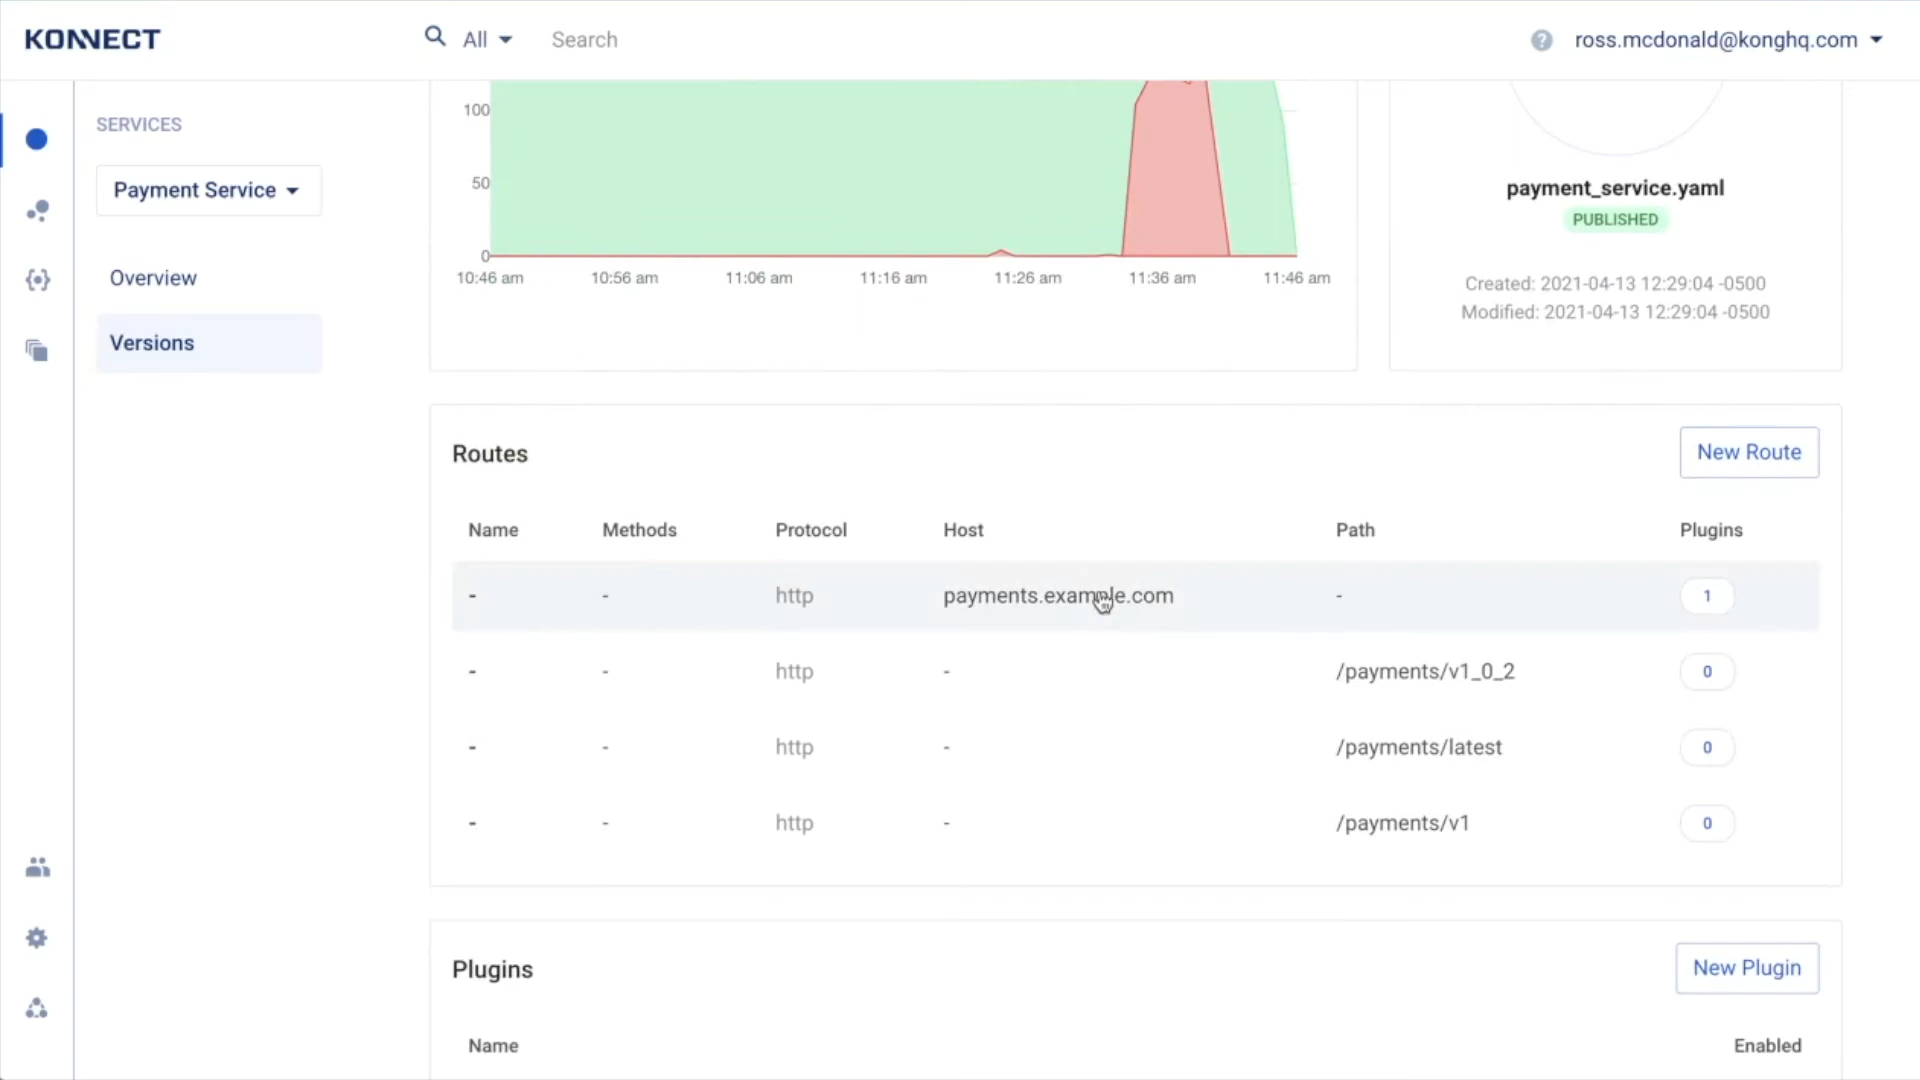 KONNECT
All
Search
?
ross.mcdonald@konghq.com
SERVICES
Payment Service
Overview
Versions
100
50
0
10:46 am 10:56 am 11:06 am 11:16 am 11:26 am 11:36 am 11:46 am
payment_service.yaml
PUBLISHED
Created: 2021-04-13 12:29:04 -0500
Modified: 2021-04-13 12:29:04 -0500
Routes
New Route
Name Methods Protocol Host Path Plugins
- - http payments.example.com - 1
- - http - /payments/v1_0_2 0
- - http - /payments/latest 0
- - http - /payments/v1 0
Plugins
New Plugin
Name Enabled